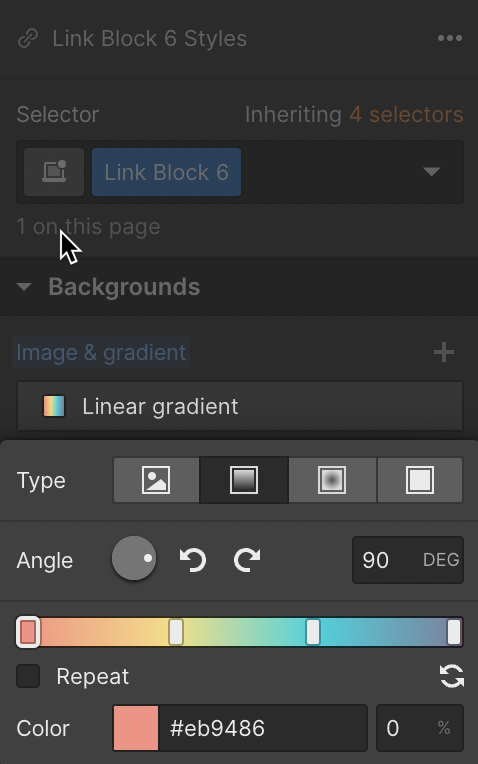 Link Block 6 Styles
Selector Inheriting 4 selectors
Link Block 6
1 on this page
Backgrounds
Image & gradient
Linear gradient
Type
Angle 90 DEG
Repeat
Color #eb9486 0 %